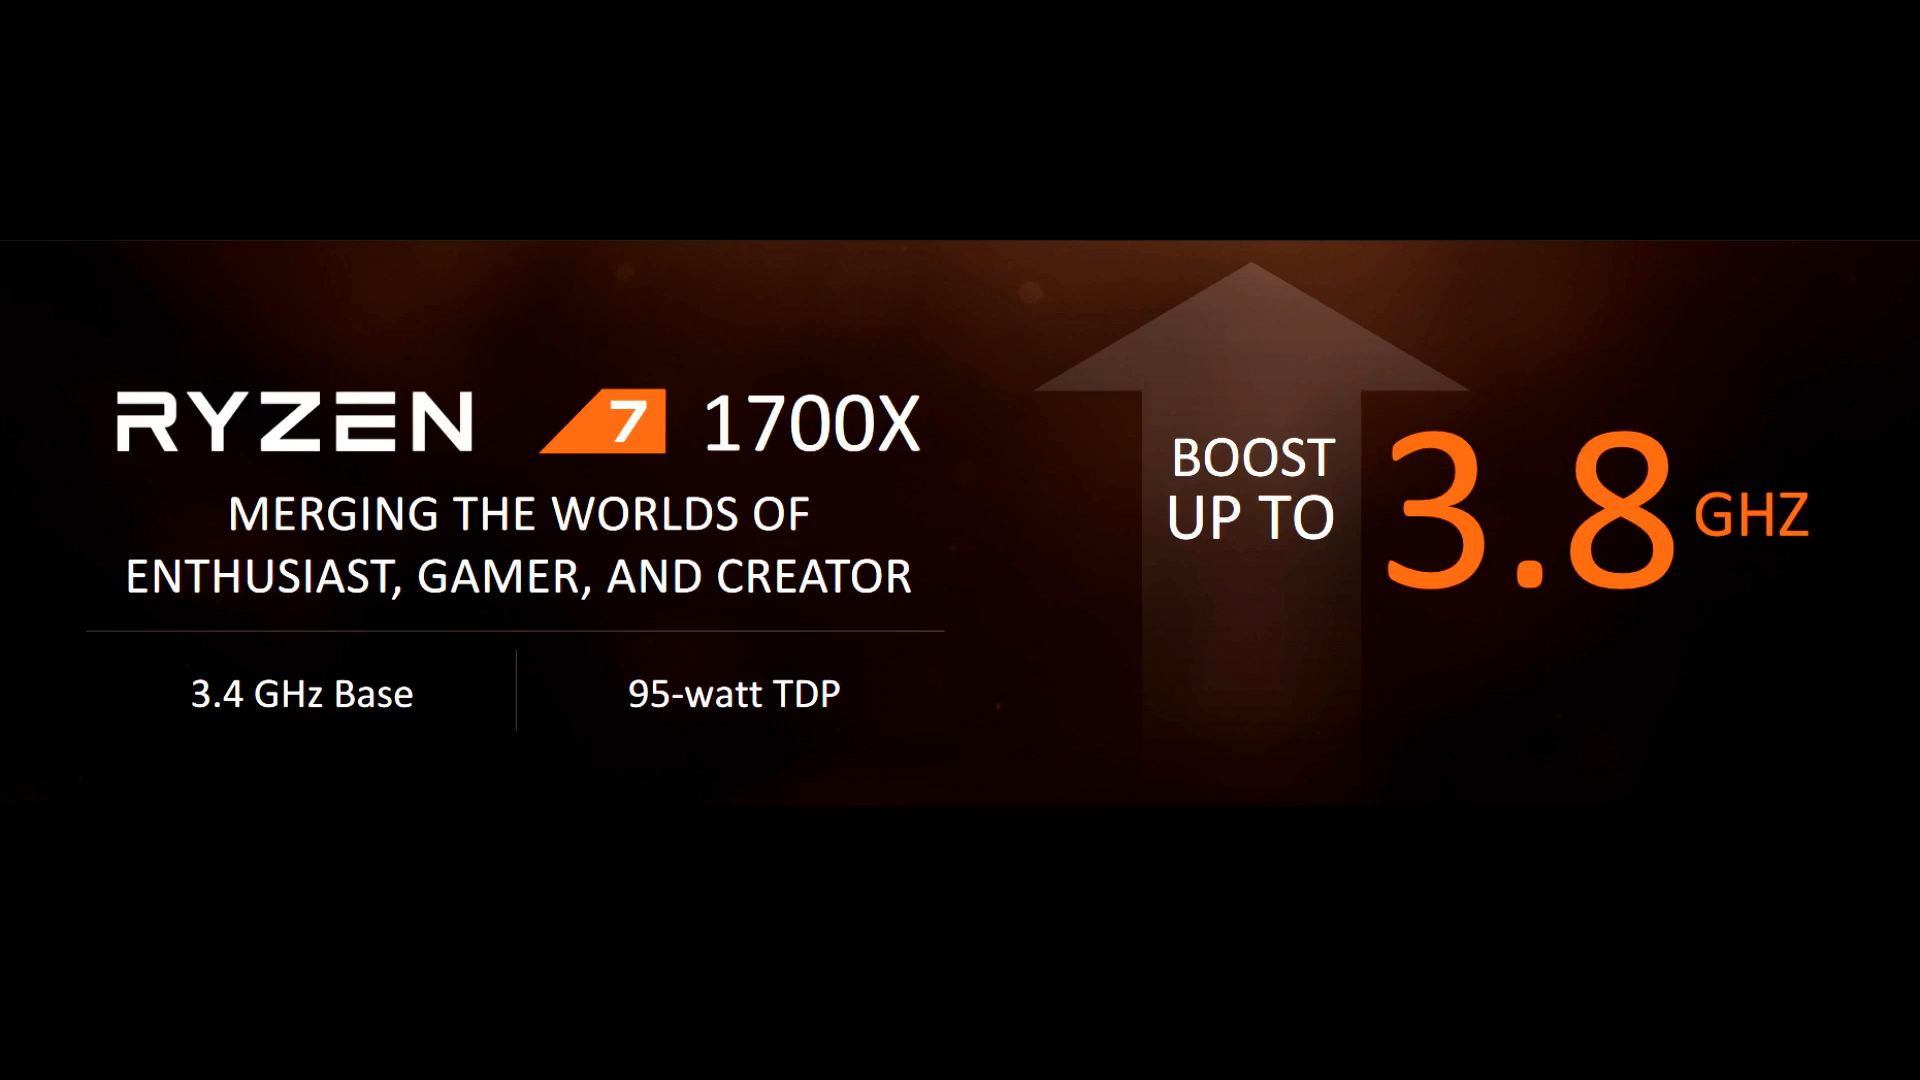 RYZEN 7 1700X
MERGING THE WORLDS OF
ENTHUSIAST, GAMER, AND CREATOR
3.4 GHz Base
95-watt TDP
BOOST
UP TO
3.8 GHZ